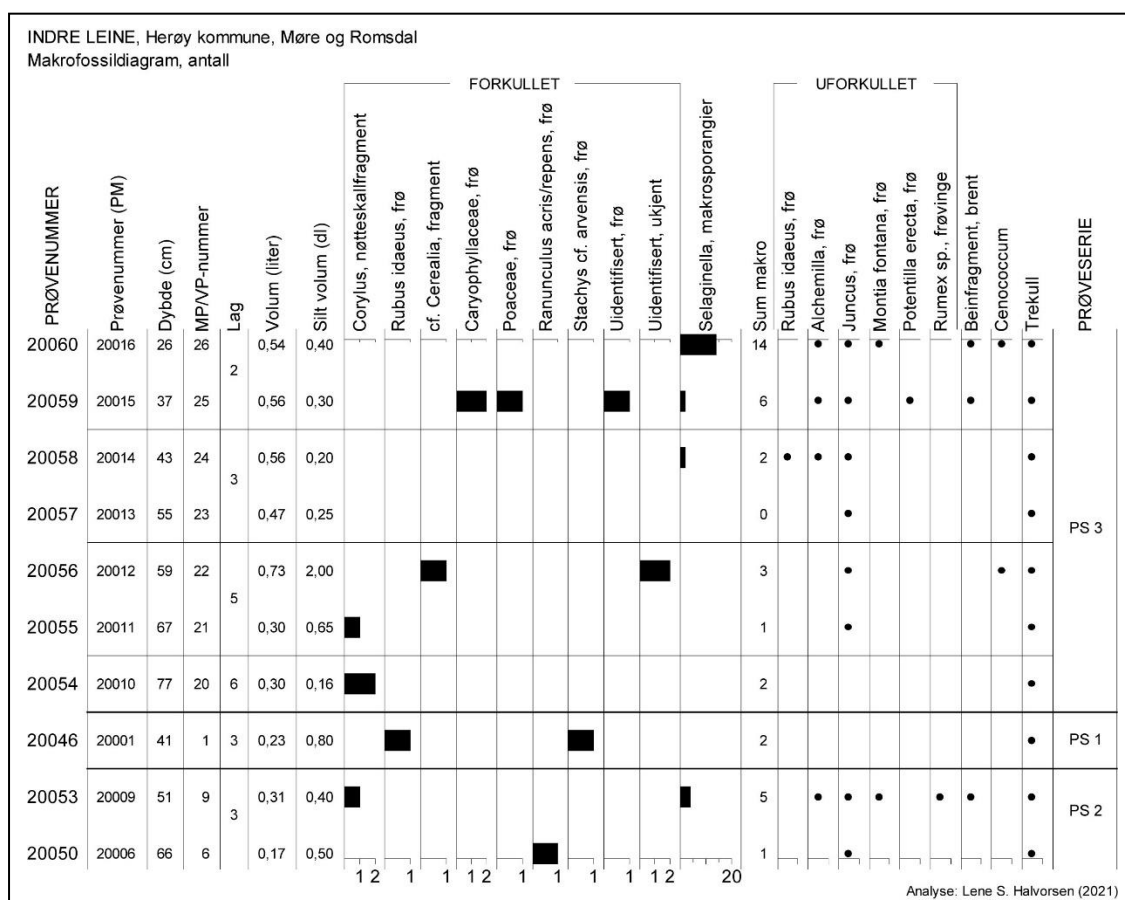 INDRE LEINE, Herøy kommune, Møre og Romsdal
Makrofossildiagram, antall
FORKULLET UFORKULLET
PRØVENUMMER
Prøvenummer (PM)
Dybde (cm)
MP/VP-nummer
Lag
Volum (liter)
Silt volum (dl)
Corylus, nøtteskallfragment
Rubus idaeus, frø
cf. Cerealia, fragment
Caryophyllaceae, frø
Poaceae, frø
Ranunculus acris/repens, frø
Stachys cf. arvensis, frø
Uidentifisert, frø
Uidentifisert, ukjent
Selaginella, makrosporangier
Sum makro
Rubus idaeus, frø
Alchemilla, frø
Juncus, frø
Montia fontana, frø
Potentilla erecta, frø
Rumex sp., frøvinge
Beinfragment, brent
Cenococcum
Trekull
PRØVESERIE
20060 20016 26 26 0,54 0,40 14
2
20059 20015 37 25 0,56 0,30 6
20058 20014 43 24 0,56 0,20 2
3
20057 20013 55 23 0,47 0,25 0
PS 3
20056 20012 59 22 0,73 2,00 3
5
20055 20011 67 21 0,30 0,65 1
20054 20010 77 20 6 0,30 0,16 2
20046 20001 41 1 3 0,23 0,80 2 PS 1
20053 20009 51 9 0,31 0,40 5
3 PS 2
20050 20006 66 6 0,17 0,50 1
1 2 1 1 1 2 1 1 1 1 1 2 20
Analyse: Lene S. Halvorsen (2021)